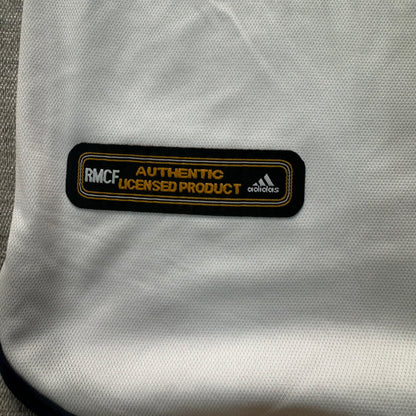 RMCF AUTHENTIC adidas
LICENSED PRODUCT